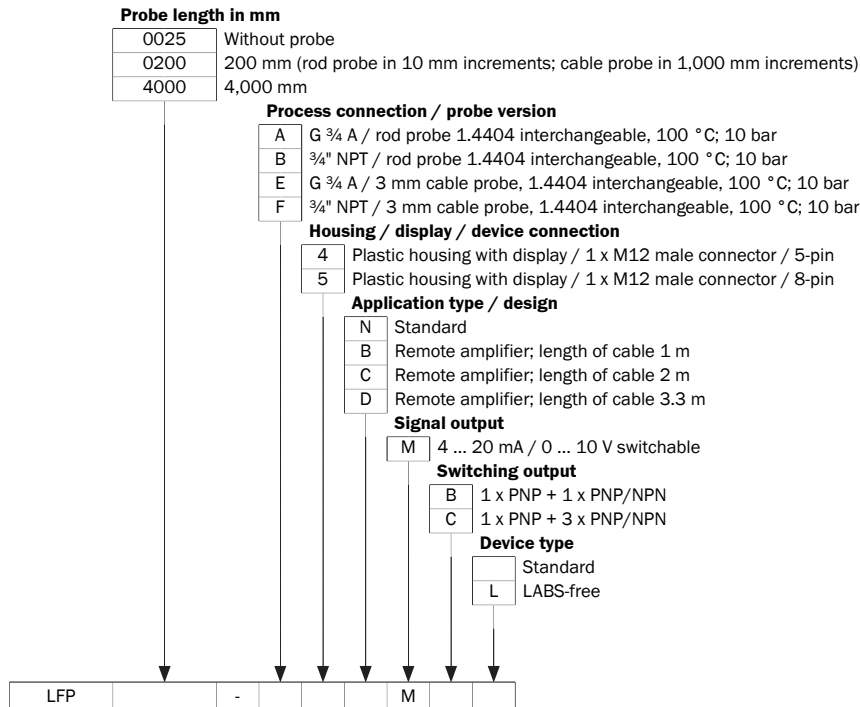 Probe length in mm
0025 Without probe
0200 200 mm (rod probe in 10 mm increments; cable probe in 1,000 mm increments)
4000 4,000 mm
Process connection / probe version
A G ¾ A / rod probe 1.4404 interchangeable, 100 °C; 10 bar
B ¾" NPT / rod probe 1.4404 interchangeable, 100 °C; 10 bar
E G ¾ A / 3 mm cable probe, 1.4404 interchangeable, 100 °C; 10 bar
F ¾" NPT / 3 mm cable probe, 1.4404 interchangeable, 100 °C; 10 bar
Housing / display / device connection
4 Plastic housing with display / 1 x M12 male connector / 5-pin
5 Plastic housing with display / 1 x M12 male connector / 8-pin
Application type / design
N Standard
B Remote amplifier; length of cable 1 m
C Remote amplifier; length of cable 2 m
D Remote amplifier; length of cable 3.3 m
Signal output
M 4 ... 20 mA / 0 ... 10 V switchable
Switching output
B 1 x PNP + 1 x PNP/NPN
C 1 x PNP + 3 x PNP/NPN
Device type
Standard
L LABS-free
LFP - M